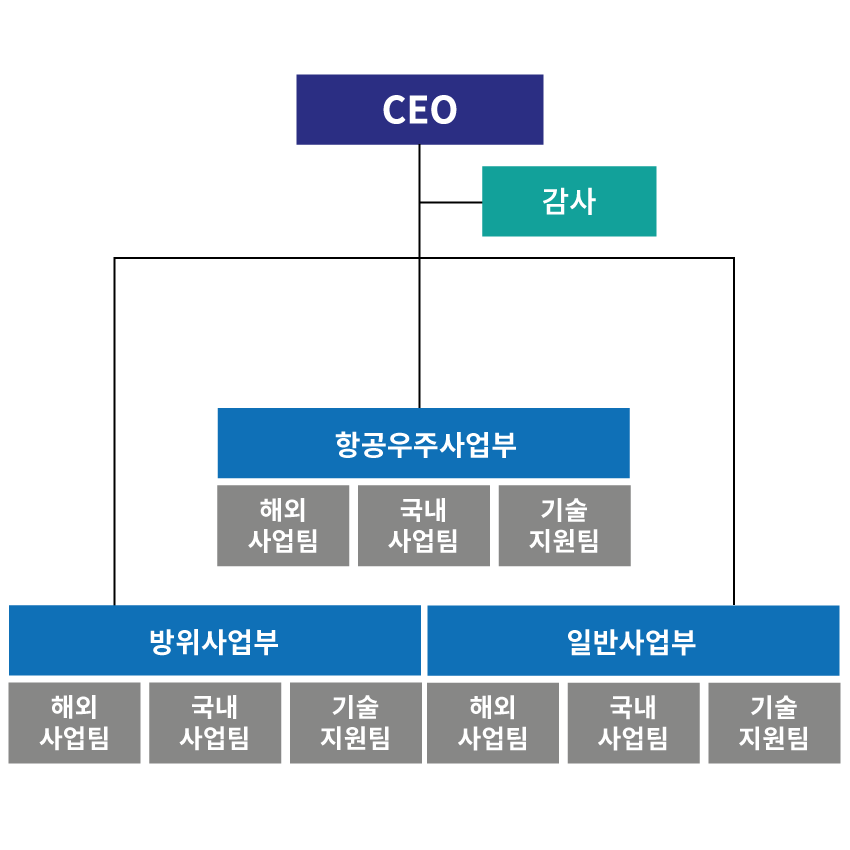 CEO
감사
항공우주사업부
해외
사업팀
국내
사업팀
기술
지원팀
방위사업부
일반사업부
해외
사업팀
국내
사업팀
기술
지원팀
해외
사업팀
국내
사업팀
기술
지원팀